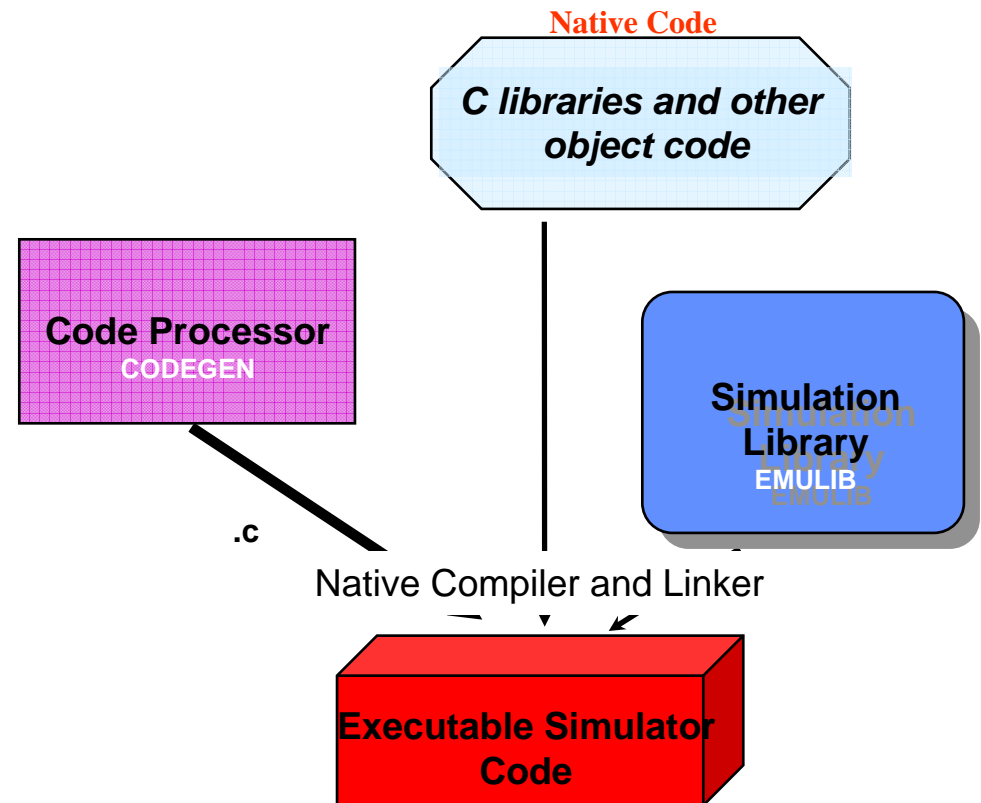 Native Code
C libraries and other
object code
Code Processor
CODEGEN
Simulation
Library
EMULIB
.c
Native Compiler and Linker
Executable Simulator
Code